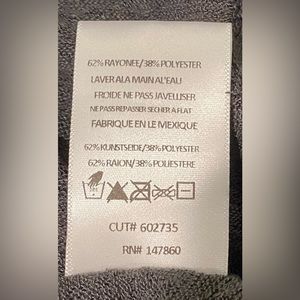 62% RAYONEE/38% POLYESTER
LAVER ALA MAIN AL'EAU
FROIDE NE PASS JAVELLISER
NE PAS REPASSER SECHER A FLAT
FABRIQUE EN LE MEXIQUE
62% KUNSTSEIDE/38% POLYESTER
62% RAION/38% POLIESTERE
CUT# 602735
RN# 147860